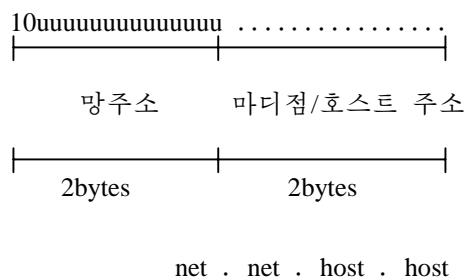 10uuuuuuuuuuuuuu . . . . . . . . . . . . . . . .
망주소 마디점/호스트 주소
2bytes 2bytes
net . net . host . host